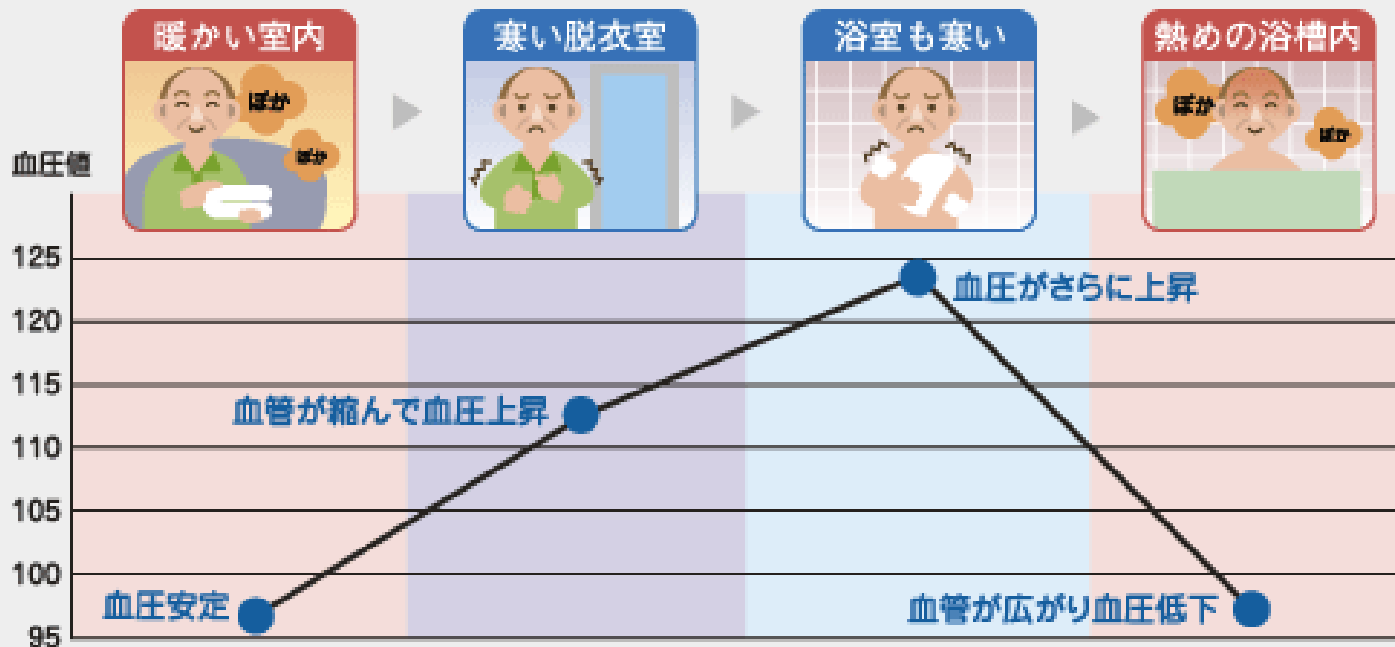 暖かい室内
寒い脱衣室
浴室も寒い
熱めの浴槽内
ぽか
ぽか
ぽか
ぽか
血圧値
125
120
115
110
105
100
95
血圧がさらに上昇
血管が縮んで血圧上昇
血圧安定
血管が広がり血圧低下